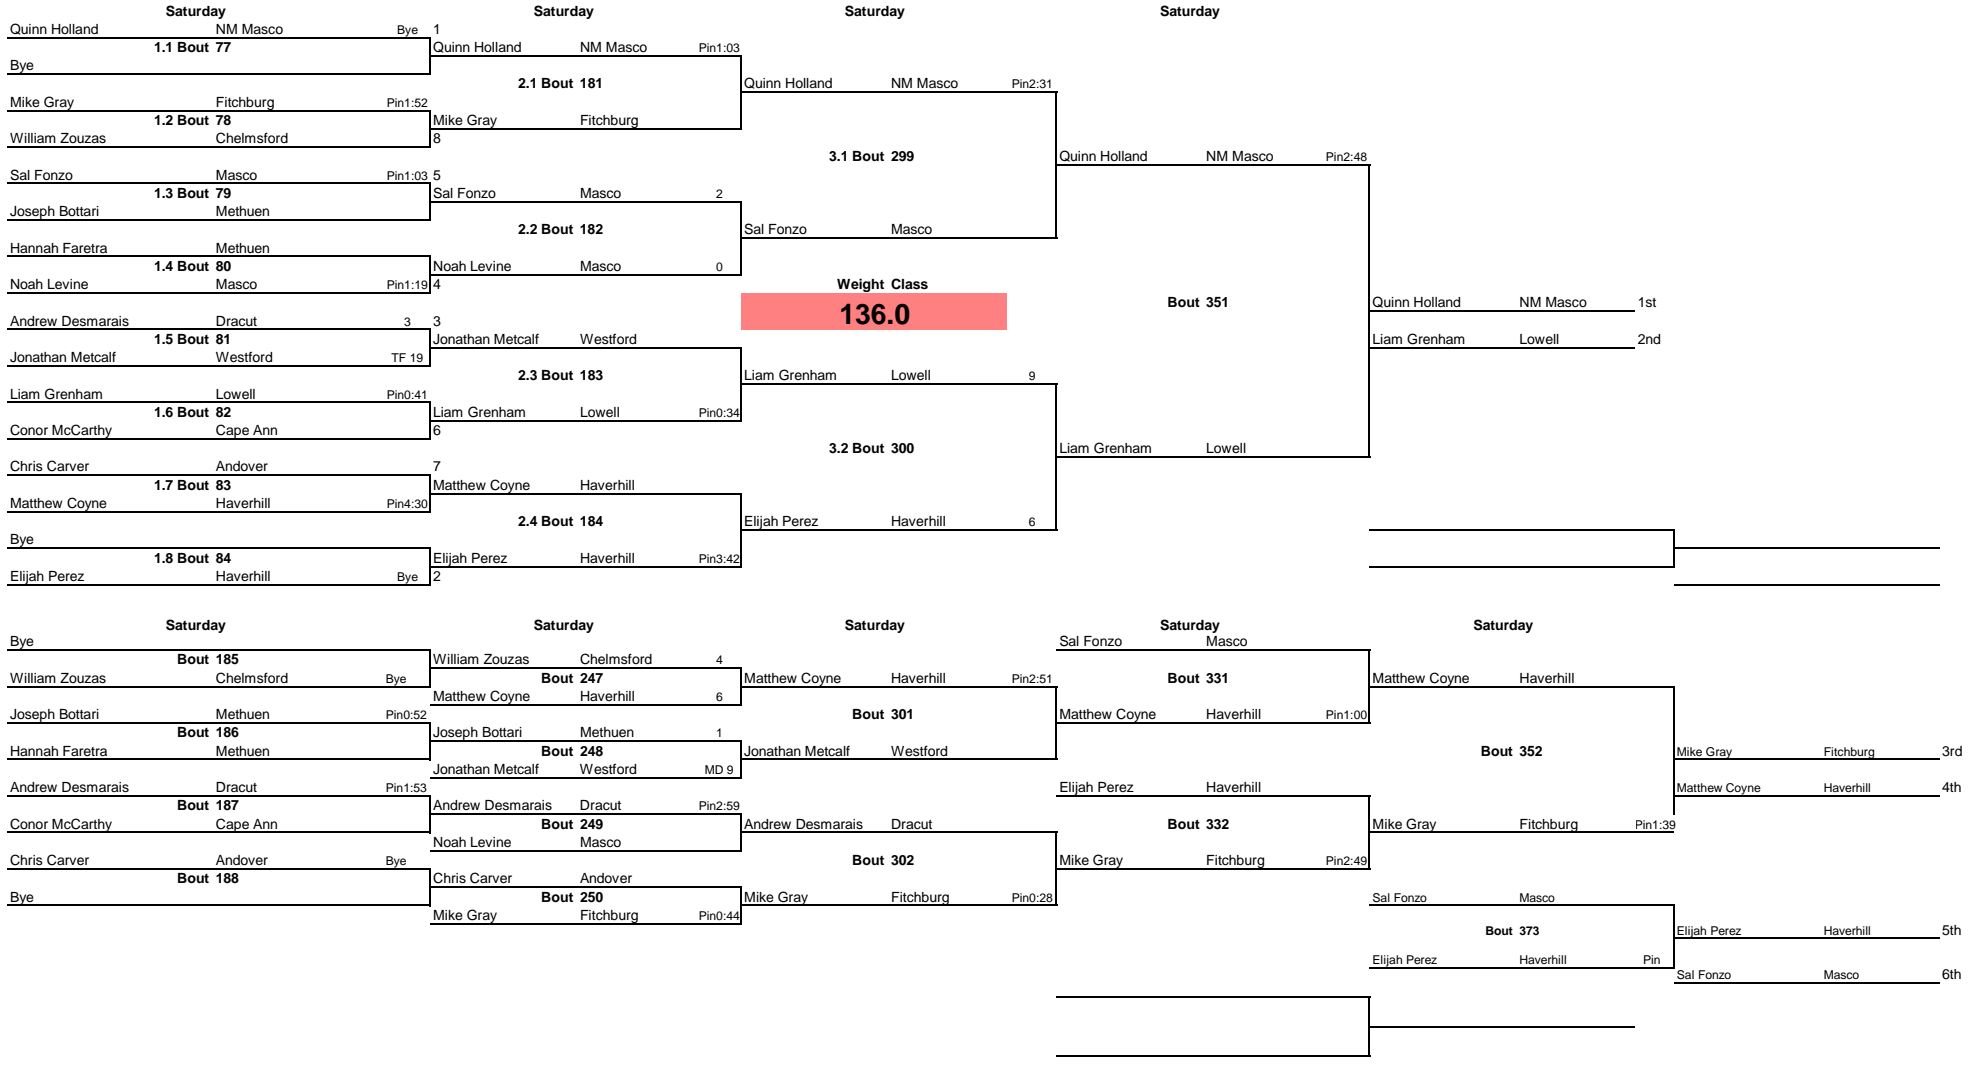 Saturday Saturday Saturday Saturday
Quinn Holland NM Masco Bye 1
1.1 Bout 77 Quinn Holland NM Masco Pin1:03
Bye
2.1 Bout 181 Quinn Holland NM Masco Pin2:31
Mike Gray Fitchburg Pin1:52
1.2 Bout 78 Mike Gray Fitchburg
William Zouzas Chelmsford 8
3.1 Bout 299 Quinn Holland NM Masco Pin2:48
Sal Fonzo Masco Pin1:03 5
1.3 Bout 79 Sal Fonzo Masco 2
Joseph Bottari Methuen
2.2 Bout 182 Sal Fonzo Masco
Hannah Faretra Methuen
1.4 Bout 80 Noah Levine Masco 0
Noah Levine Masco Pin1:19 4 Weight Class
Bout 351 Quinn Holland NM Masco 1st
136.0
Andrew Desmarais Dracut 3 3
1.5 Bout 81 Jonathan Metcalf Westford Liam Grenham Lowell 2nd
Jonathan Metcalf Westford TF 19
2.3 Bout 183 Liam Grenham Lowell 9
Liam Grenham Lowell Pin0:41
1.6 Bout 82 Liam Grenham Lowell Pin0:34
Conor McCarthy Cape Ann 6
3.2 Bout 300 Liam Grenham Lowell
Chris Carver Andover 7
1.7 Bout 83 Matthew Coyne Haverhill
Matthew Coyne Haverhill Pin4:30
2.4 Bout 184 Elijah Perez Haverhill 6
Bye
1.8 Bout 84 Elijah Perez Haverhill Pin3:42
Elijah Perez Haverhill Bye 2
Saturday Saturday Saturday Saturday Saturday
Bye Sal Fonzo Masco
Bout 185 William Zouzas Chelmsford 4
William Zouzas Chelmsford Bye Bout 247 Matthew Coyne Haverhill Pin2:51 Bout 331 Matthew Coyne Haverhill
Matthew Coyne Haverhill 6
Joseph Bottari Methuen Pin0:52 Bout 301 Matthew Coyne Haverhill Pin1:00
Bout 186 Joseph Bottari Methuen 1
Hannah Faretra Methuen Bout 248 Jonathan Metcalf Westford Bout 352 Mike Gray Fitchburg 3rd
Jonathan Metcalf Westford MD 9
Andrew Desmarais Dracut Pin1:53 Elijah Perez Haverhill Matthew Coyne Haverhill 4th
Bout 187 Andrew Desmarais Dracut Pin2:59
Conor McCarthy Cape Ann Bout 249 Andrew Desmarais Dracut Bout 332 Mike Gray Fitchburg Pin1:39
Noah Levine Masco
Chris Carver Andover Bye Bout 302 Mike Gray Fitchburg Pin2:49
Bout 188 Chris Carver Andover
Bye Bout 250 Mike Gray Fitchburg Pin0:28 Sal Fonzo Masco
Mike Gray Fitchburg Pin0:44
Bout 373 Elijah Perez Haverhill 5th
Elijah Perez Haverhill Pin
Sal Fonzo Masco 6th